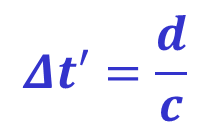 Δt′ = d/c